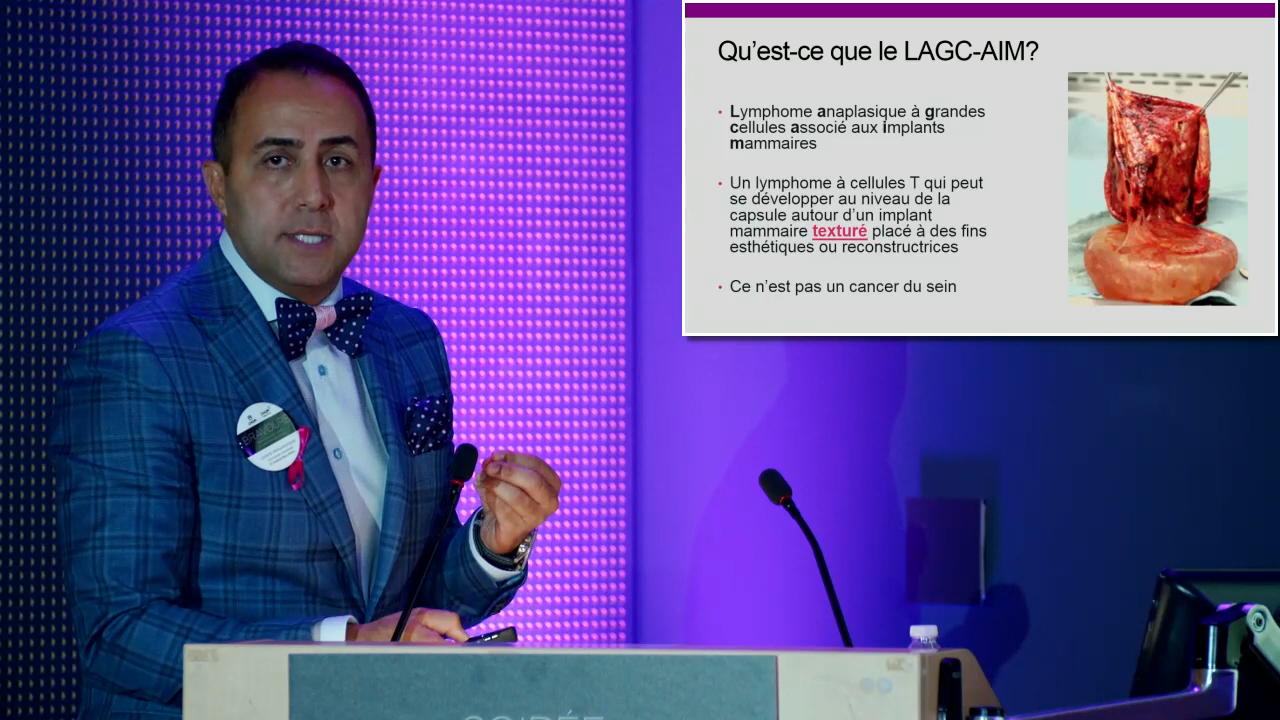 Qu’est-ce que le LAGC-AIM?
• Lymphome anaplasique à grandes
cellules associé aux implants
mammaires
• Un lymphome à cellules T qui peut
se développer au niveau de la
capsule autour d’un implant
mammaire texturé placé à des fins
esthétiques ou reconstructrices
• Ce n’est pas un cancer du sein
SOIRÉE